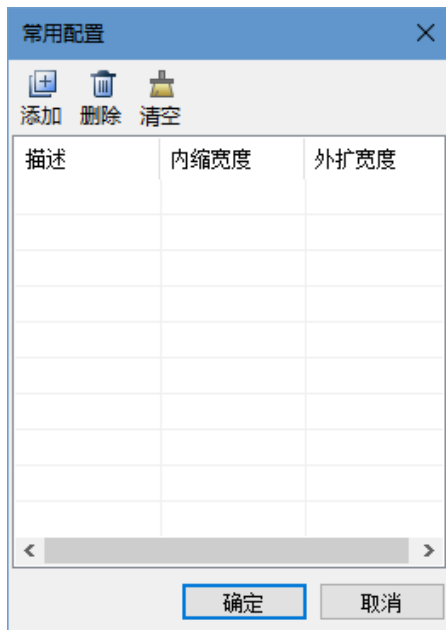 常用配置
添加 删除 清空
描述 内缩宽度 外扩宽度
确定 取消